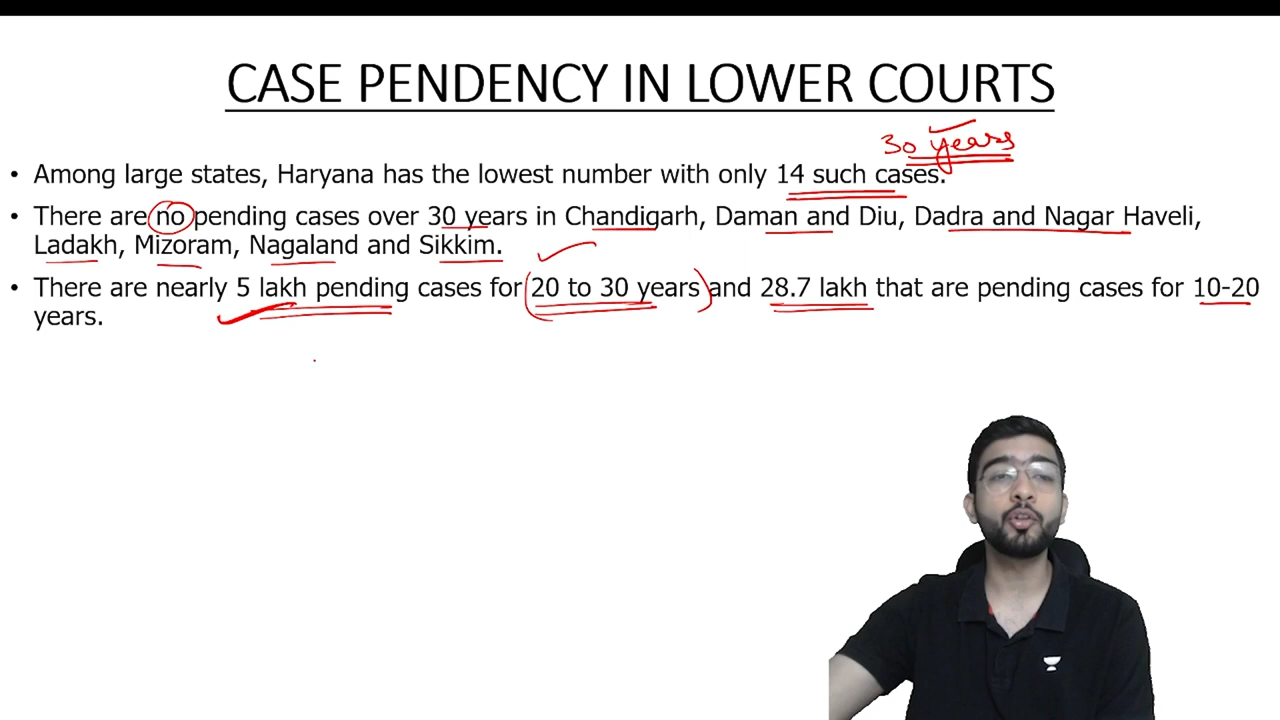 CASE PENDENCY IN LOWER COURTS
30 years
• Among large states, Haryana has the lowest number with only 14 such cases.
• There are no pending cases over 30 years in Chandigarh, Daman and Diu, Dadra and Nagar Haveli,
Ladakh, Mizoram, Nagaland and Sikkim.
• There are nearly 5 lakh pending cases for (20 to 30 years) and 28.7 lakh that are pending cases for 10-20
years.